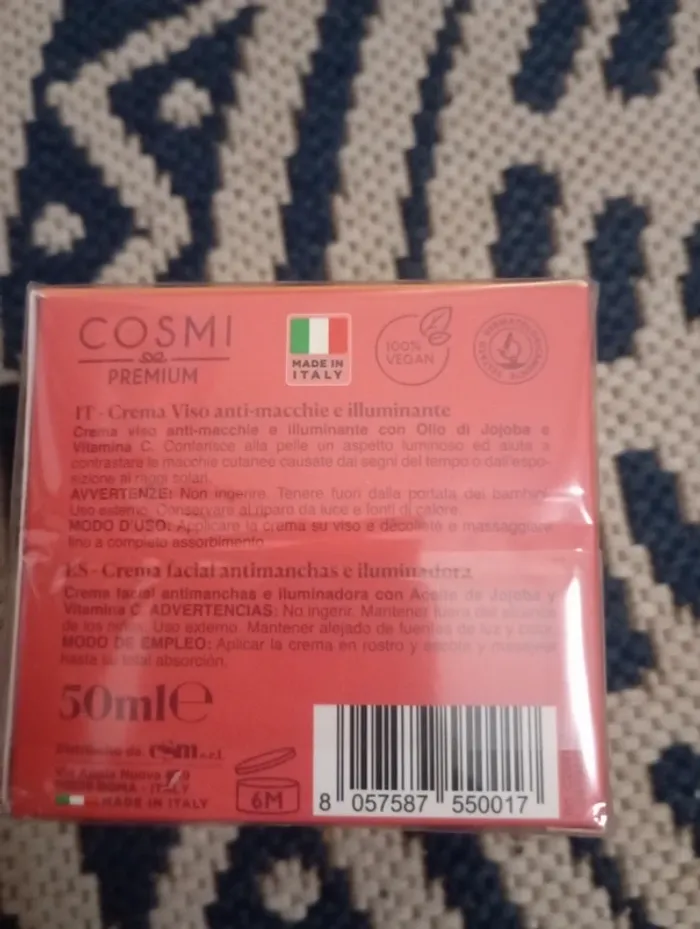 COSMI
PREMIUM
MADE IN
ITALY
100%
VEGAN
IT - Crema Viso anti-macchie e illuminante
Crema viso anti-macchie e illuminante con Olio di Jojoba e
Vitamina C. Conferisce alla pelle un aspetto luminoso ed aiuta a
contrastare le macchie cutanee causate dai segni del tempo o dall'espo-
sizione ai raggi solari.
AVVERTENZE: Non ingerire. Tenere fuori dalla portata dei bambini.
Uso esterno. Conservare al riparo da luce e fonti di calore.
MODO D'USO: Applicare la crema su viso e décolleté e massaggiare
fino a completo assorbimento.
ES - Crema facial antimanchas e iluminadora
Crema facial antimanchas e iluminadora con Aceite de Jojoba y
Vitamina C. ADVERTENCIAS: No ingerir. Mantener fuera del alcance
de los niños. Uso externo. Mantener alejado de fuentes de luz y calor.
MODO DE EMPLEO: Aplicar la crema en rostro y escote y masajear
hasta su total absorción.
50ml e
Distribuito da s.r.l.
Via Appia Nuova
ROMA - ITALY
MADE IN ITALY
6M
8 057587 550017